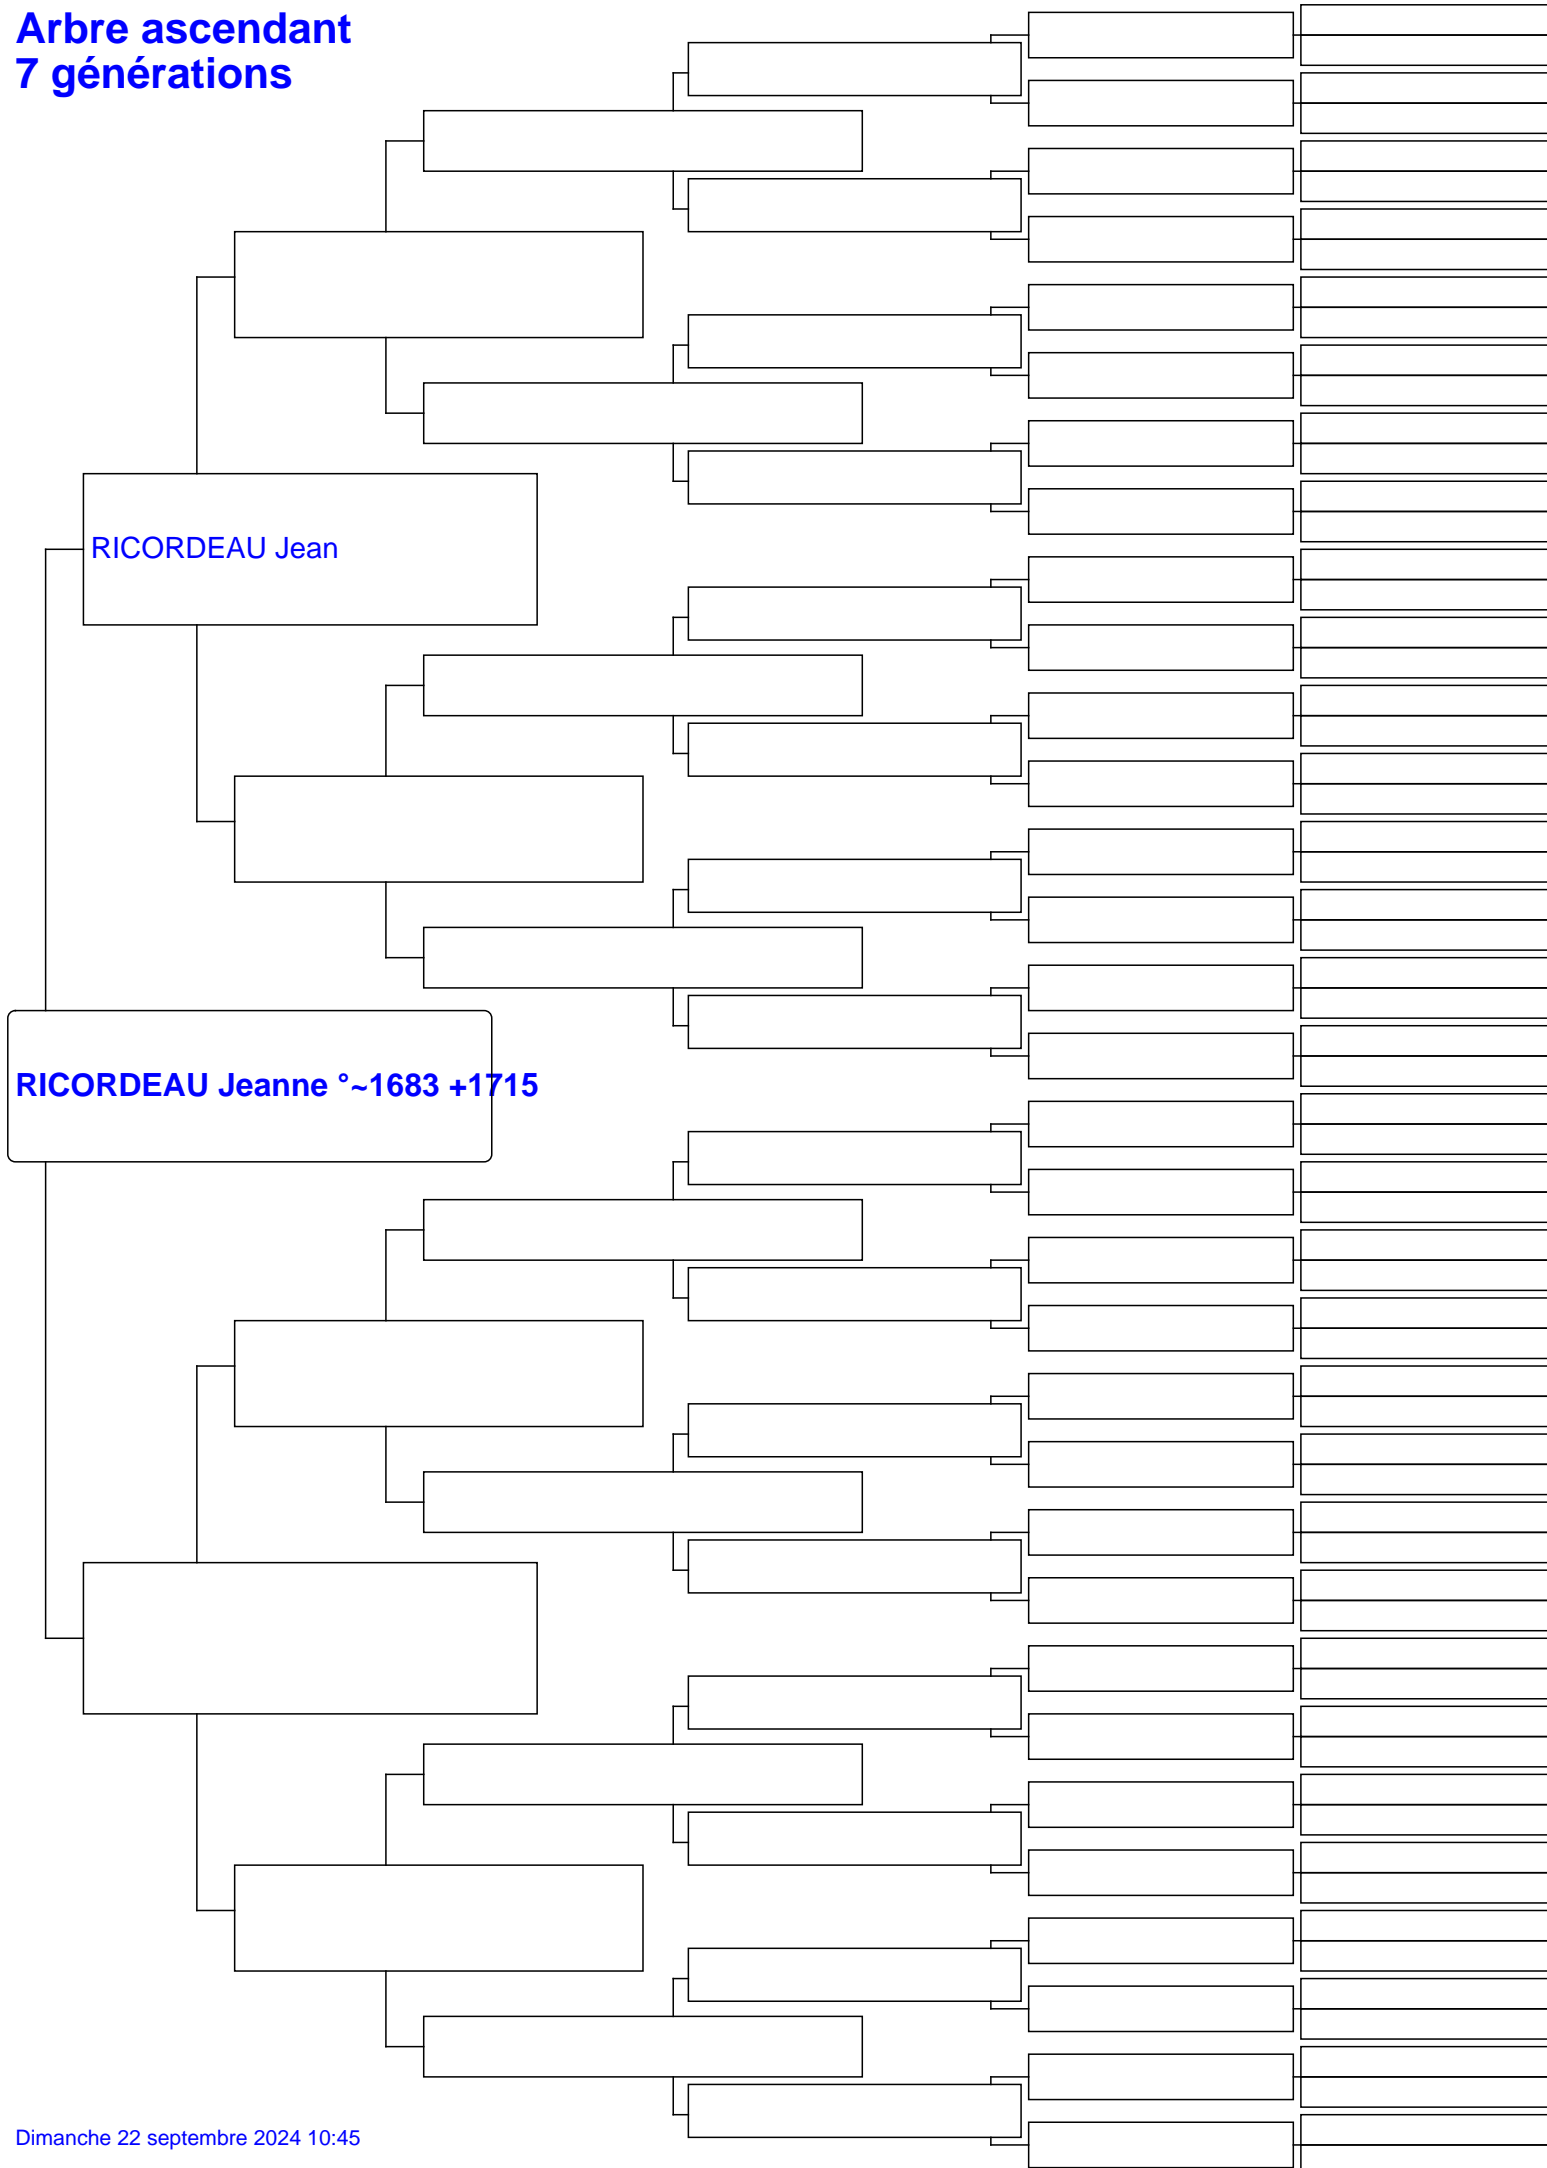 Arbre ascendant
7 générations
RICORDEAU Jean
RICORDEAU Jeanne °~1683 +1715
Dimanche 22 septembre 2024 10:45